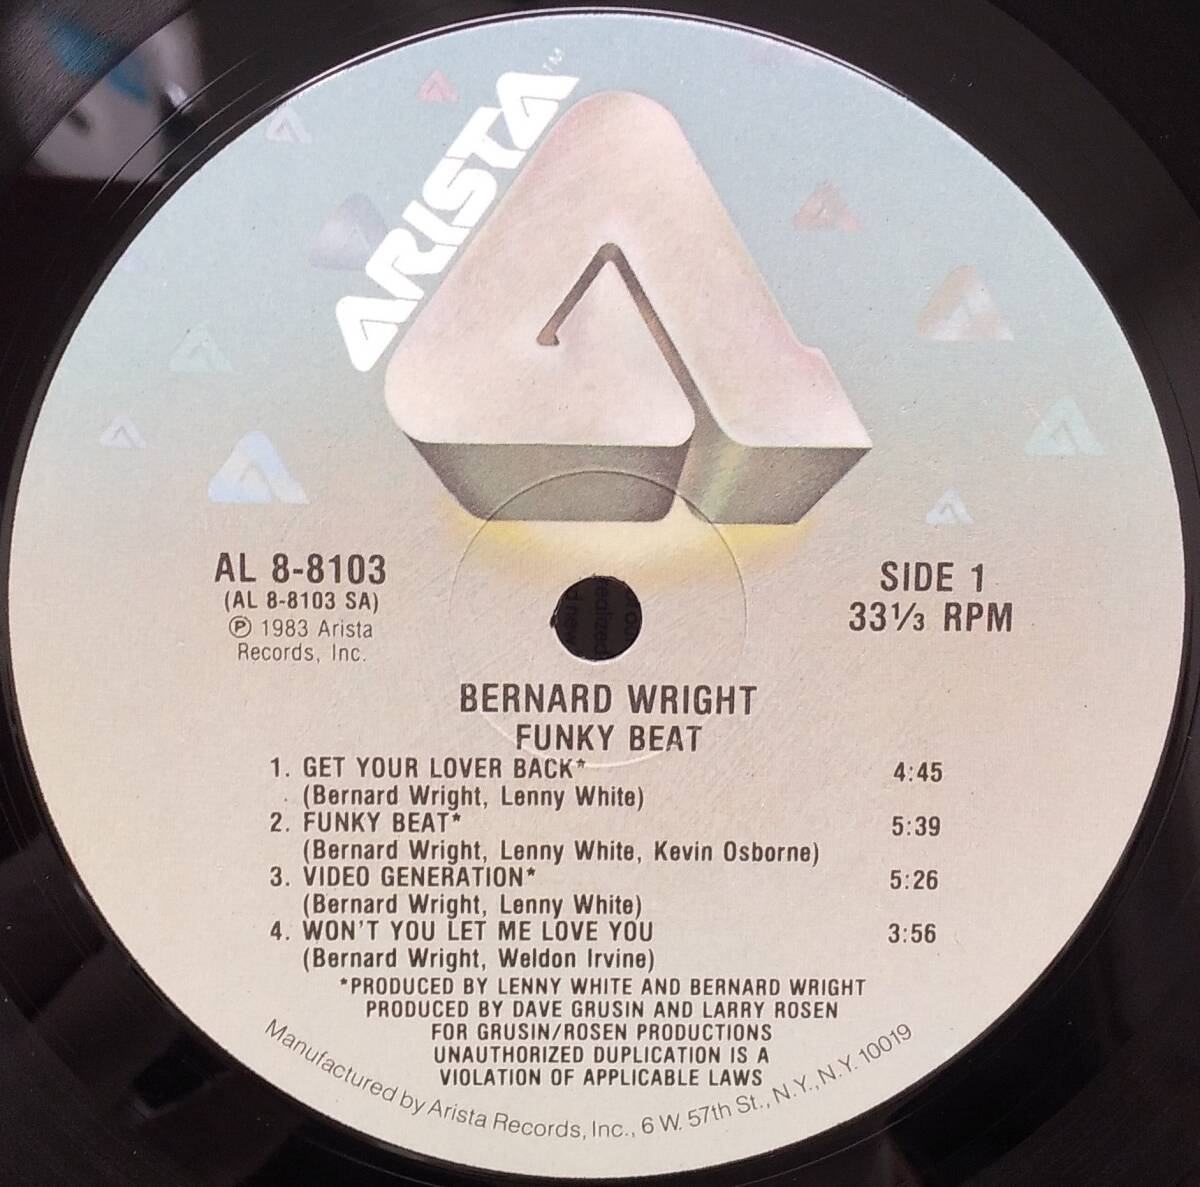 ARISTA™
AL 8-8103
(AL 8-8103 SA)
℗ 1983 Arista
Records, Inc.
SIDE 1
33⅓ RPM
BERNARD WRIGHT
FUNKY BEAT
1. GET YOUR LOVER BACK* 4:45
(Bernard Wright, Lenny White)
2. FUNKY BEAT* 5:39
(Bernard Wright, Lenny White, Kevin Osborne)
3. VIDEO GENERATION* 5:26
(Bernard Wright, Lenny White)
4. WON'T YOU LET ME LOVE YOU 3:56
(Bernard Wright, Weldon Irvine)
*PRODUCED BY LENNY WHITE AND BERNARD WRIGHT
PRODUCED BY DAVE GRUSIN AND LARRY ROSEN
FOR GRUSIN/ROSEN PRODUCTIONS
UNAUTHORIZED DUPLICATION IS A
VIOLATION OF APPLICABLE LAWS
Manufactured by Arista Records, Inc., 6 W. 57th St., N.Y., N.Y. 10019